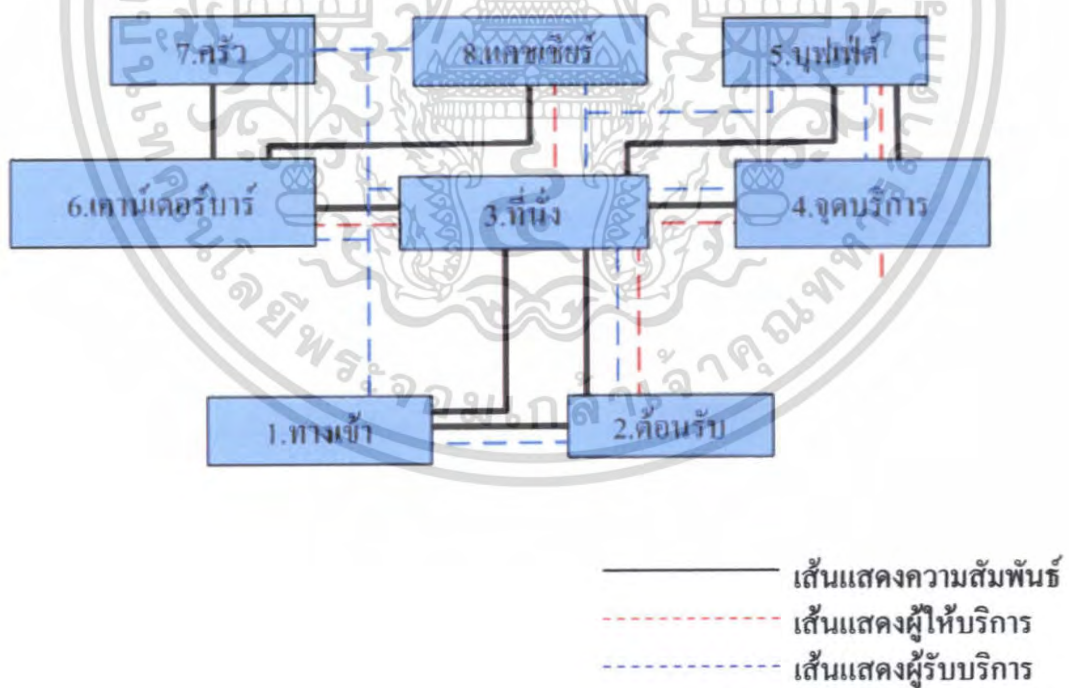 7.ครัว 8.แคชเชียร์ 5.บุฟเฟ่ต์
6.เคาน์เตอร์บาร์ 3.ที่นั่ง 4.จุดบริการ
1.ทางเข้า 2.ต้อนรับ
เส้นแสดงความสัมพันธ์
เส้นแสดงผู้ให้บริการ
เส้นแสดงผู้รับบริการ